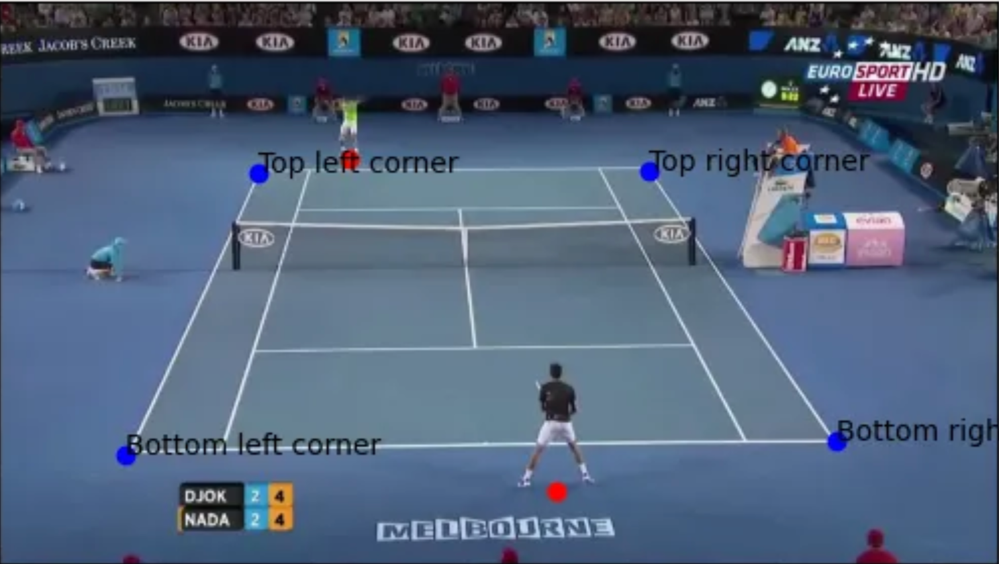 REEK JACOB'S CREEK KIA KIA KIA KIA KIA KIA ANZ ANZ ANZ
EUROSPORT HD
LIVE
JACOB'S CREEK KIA KIA KIA KIA KIA ANZ
Top left corner
Top right corner
KIA
KIA
evian
Bottom left corner
Bottom righ
DJOK 2 4
NADA 2 4
MELBOURNE